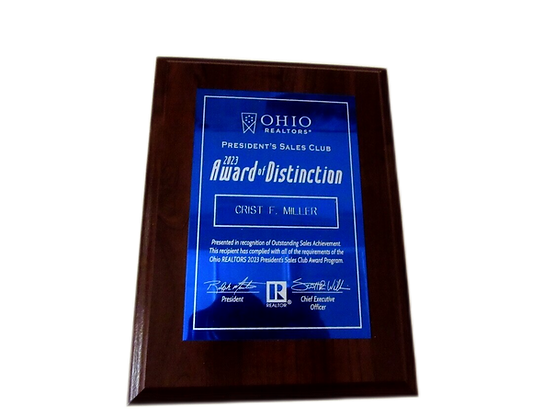 OHIO
REALTORS®
PRESIDENT'S SALES CLUB
2023
Award of Distinction
CRIST F. MILLER
Presented in recognition of Outstanding Sales Achievement.
This recipient has complied with all of the requirements of the
Ohio REALTORS 2023 President's Sales Club Award Program.
President
R
REALTOR®
Chief Executive
Officer